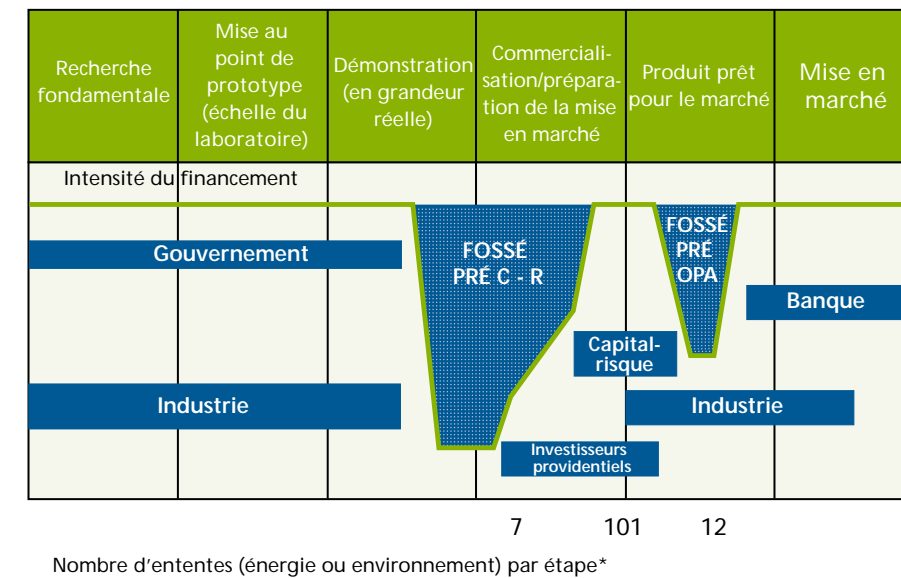 Recherche
fondamentale
Mise au
point de
prototype
(échelle du
laboratoire)
Démonstration
(en grandeur
réelle)
Commerciali-
sation/prépara-
tion de la mise
en marché
Produit prêt
pour le marché
Mise en
marché
Intensité du financement
Gouvernement
FOSSÉ
PRÉ C - R
FOSSÉ
PRÉ
OPA
Banque
Capital-
risque
Industrie
Industrie
Investisseurs
providentiels
7 101 12
Nombre d'ententes (énergie ou environnement) par étape*